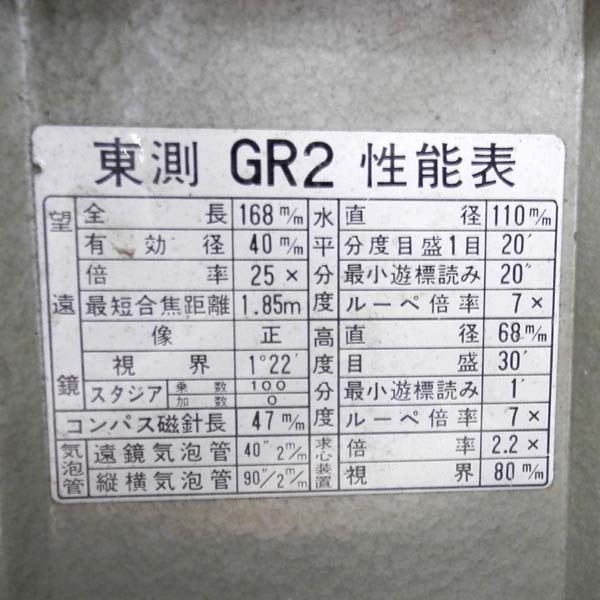 東測 GR2 性能表
望遠鏡
全長 168m/m
有効径 40m/m
倍率 25×
最短合焦距離 1.85m
像 正
視界 1°22′
スタジア 乗数 100
加数 0
コンパス磁針長 47m/m
気泡管
遠鏡気泡管 40″2m/m
縦横気泡管 90″/2m/m
水平分度
直径 110m/m
分度目盛1目 20′
最小遊標読み 20″
ルーペ倍率 7×
高度分度
直径 68m/m
目盛 30′
最小遊標読み 1′
ルーペ倍率 7×
求心装置
倍率 2.2×
視界 80m/m